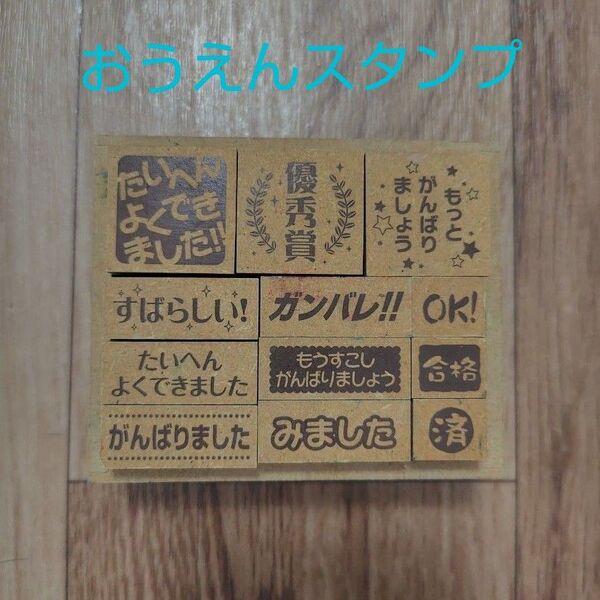 おうえんスタンプ
たいへん
よくでき
ました!!
優秀賞
もっと
がんばり
ましょう
すばらしい!
ガンバレ!!
OK!
たいへん
よくできました
もうすこし
がんばりましょう
合格
がんばりました
みました
済